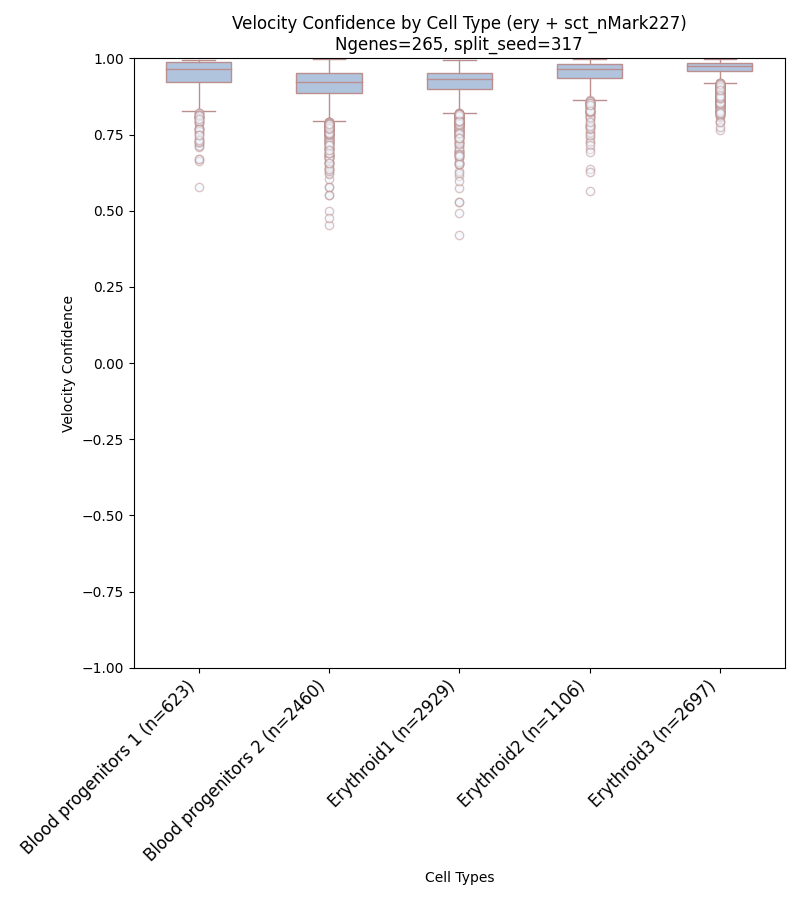 Velocity Confidence by Cell Type (ery + sct_nMark227)
Ngenes=265, split_seed=317
1.00
0.75
0.50
0.25
0.00
−0.25
−0.50
−0.75
−1.00
Velocity Confidence
Blood progenitors 1 (n=623)
Blood progenitors 2 (n=2460)
Erythroid1 (n=2929)
Erythroid2 (n=1106)
Erythroid3 (n=2697)
Cell Types